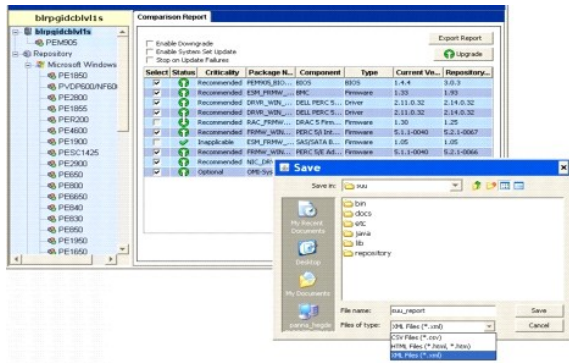 blrpgidcblvl1s
Comparison Report
blrpgidcblvl1s
PEM905
Repository
Microsoft Windows
PE1850
PVDP600/NF600
PE2800
PE1855
PER200
PE4600
PE1900
PESC1425
PE2900
PE650
PE800
PE6650
PE840
PE830
PE850
PE1950
PE1650
Enable Downgrade
Enable System Set Update
Stop on Update Failures
Export Report
Upgrade
Select Status Criticality Package N... Component Type Current Ve... Repository...
Recommended PEM905_BIO... BIOS BIOS 1.4.4 3.0.3
Recommended ESM_FRMW_... BMC Firmware 1.33 1.93
Recommended DRVR_WIN_... DELL PERC 5... Driver 2.11.0.32 2.14.0.32
Recommended DRVR_WIN_... DELL PERC 5... Driver 2.11.0.32 2.14.0.32
Recommended RAC_FRMW... DRAC 5 Firm... Firmware 1.30 1.25
Recommended FRMW_WIN... PERC 5/i Int... Firmware 5.1.1-0040 5.2.1-0067
Inapplicable ESM_FRMW_... SAS/SATA B... Firmware 1.05 1.05
Recommended FRMW_WIN... PERC 5/E Ad... Firmware 5.1.1-0040 5.2.1-0066
Recommended NIC_DRV
Optional OM0-Sys
Save
Save in: suu
My Recent Documents
Desktop
My Documents
panna_hegde
bin
docs
etc
java
lib
repository
File name: suu_report Save
Files of type: XML Files (*.xml) Cancel
CSV Files (*.csv)
HTML Files (*.html, *.htm)
XML Files (*.xml)